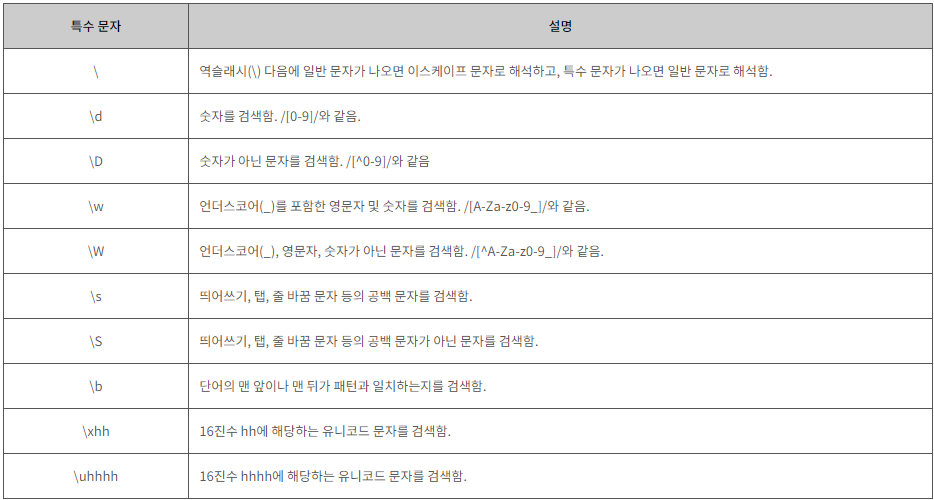 특수 문자 설명
\ 역슬래시(\) 다음에 일반 문자가 나오면 이스케이프 문자로 해석하고, 특수 문자가 나오면 일반 문자로 해석함.
\d 숫자를 검색함. /[0-9]/와 같음.
\D 숫자가 아닌 문자를 검색함. /[^0-9]/와 같음
\w 언더스코어(_)를 포함한 영문자 및 숫자를 검색함. /[A-Za-z0-9_]/와 같음.
\W 언더스코어(_), 영문자, 숫자가 아닌 문자를 검색함. /[^A-Za-z0-9_]/와 같음.
\s 띄어쓰기, 탭, 줄 바꿈 문자 등의 공백 문자를 검색함.
\S 띄어쓰기, 탭, 줄 바꿈 문자 등의 공백 문자가 아닌 문자를 검색함.
\b 단어의 맨 앞이나 맨 뒤가 패턴과 일치하는지를 검색함.
\xhh 16진수 hh에 해당하는 유니코드 문자를 검색함.
\uhhhh 16진수 hhhh에 해당하는 유니코드 문자를 검색함.